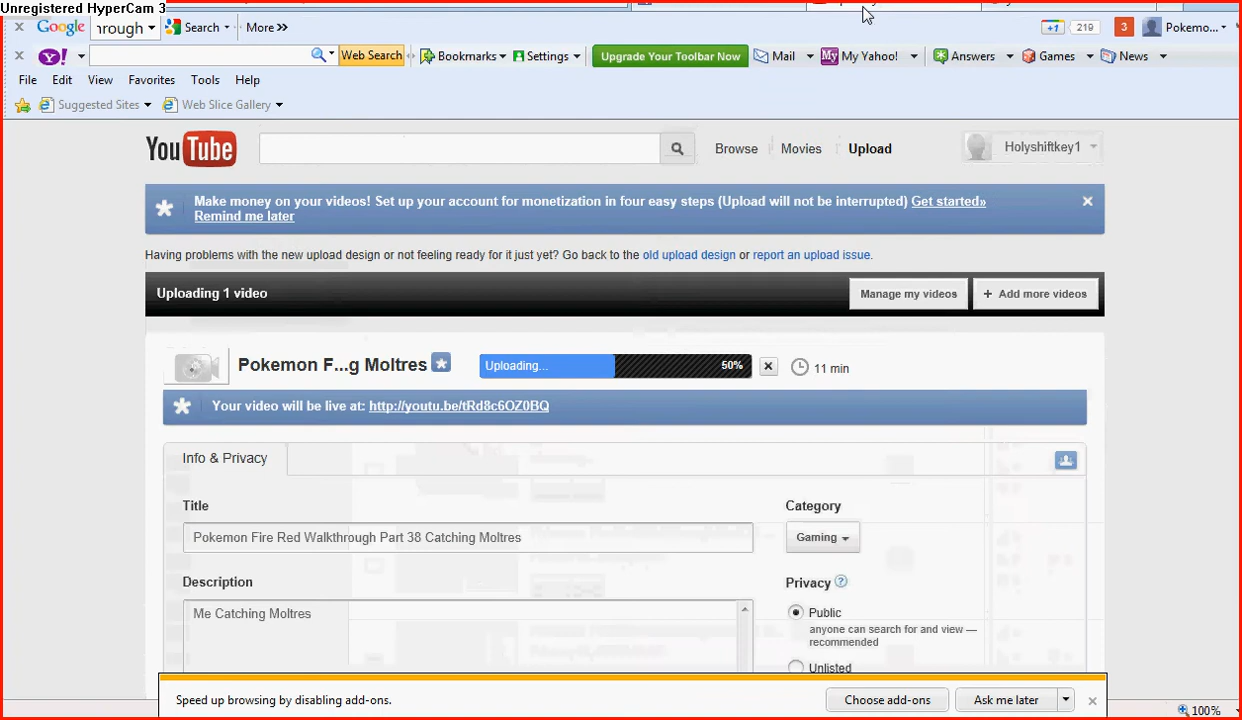 Unregistered HyperCam 3
Google hrough Search More »
+1 219 3 Pokemo...
Y! Web Search Bookmarks Settings Upgrade Your Toolbar Now Mail My My Yahoo! Answers Games News
File Edit View Favorites Tools Help
Suggested Sites Web Slice Gallery
YouTube Browse Movies Upload Holyshiftkey1
Make money on your videos! Set up your account for monetization in four easy steps (Upload will not be interrupted) Get started»
Remind me later
Having problems with the new upload design or not feeling ready for it just yet? Go back to the old upload design or report an upload issue.
Uploading 1 video Manage my videos + Add more videos
Pokemon F...g Moltres Uploading... 50% 11 min
Your video will be live at: http://youtu.be/tRd8c6OZ0BQ
Info & Privacy
Title
Pokemon Fire Red Walkthrough Part 38 Catching Moltres
Category
Gaming
Description
Me Catching Moltres
Privacy ?
Public
anyone can search for and view —
recommended
Unlisted
Speed up browsing by disabling add-ons. Choose add-ons Ask me later
100%